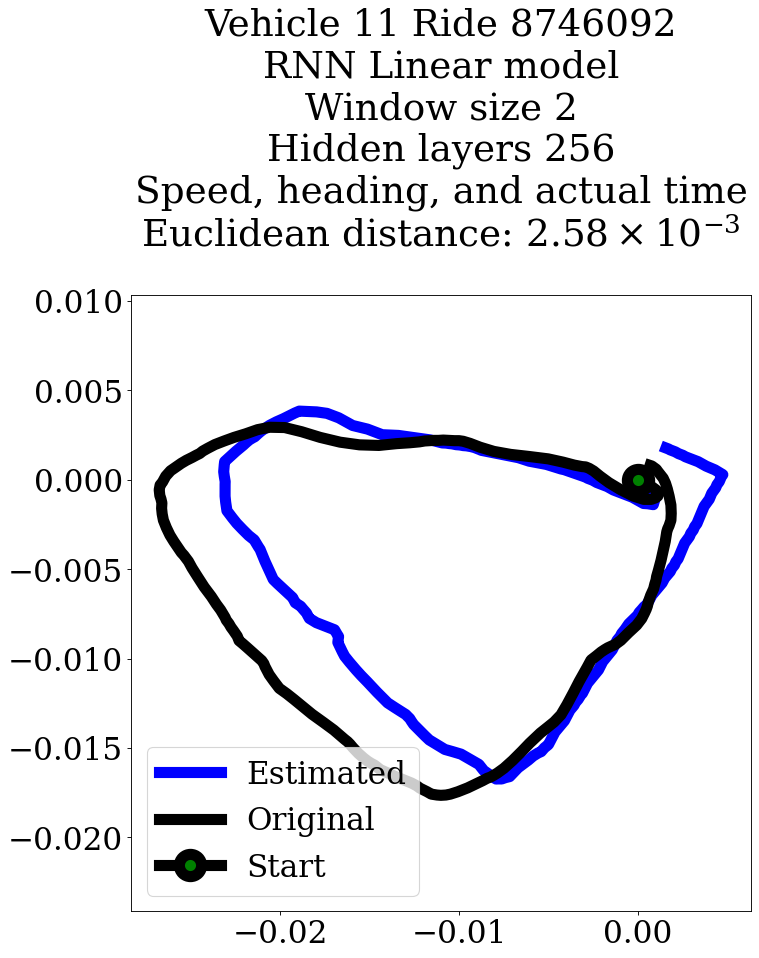 Vehicle 11 Ride 8746092
RNN Linear model
Window size 2
Hidden layers 256
Speed, heading, and actual time
Euclidean distance: 2.58 × 10⁻³
0.010
0.005
0.000
−0.005
−0.010
−0.015
−0.020
Estimated
Original
Start
−0.02 −0.01 0.00